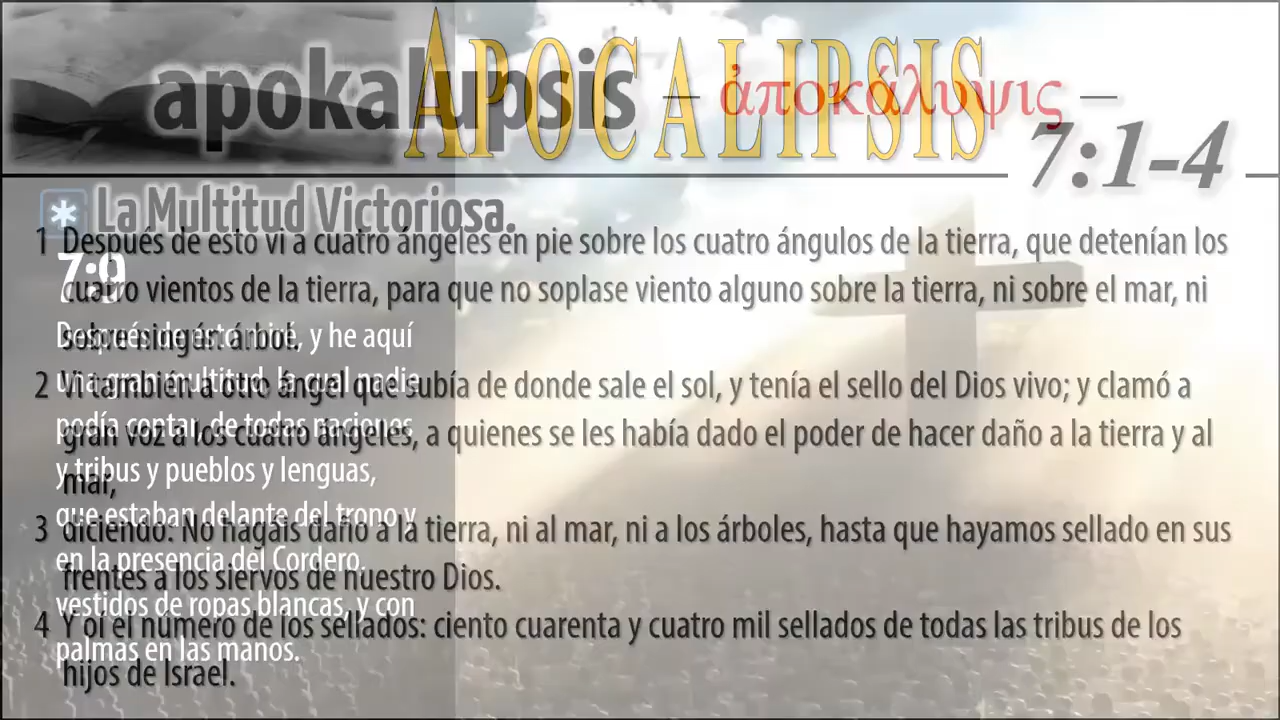 apokalupsis
APOCALIPSIS
– ἀποκάλυψις –
7:1-4
* La Multitud Victoriosa.
1 Después de esto vi a cuatro ángeles en pie sobre los cuatro ángulos de la tierra, que detenían los
7:9
cuatro vientos de la tierra, para que no soplase viento alguno sobre la tierra, ni sobre el mar, ni
sobre ningún árbol.
Después de esto miré, y he aquí
una gran multitud, la cual nadie
2 Vi también a otro ángel que subía de donde sale el sol, y tenía el sello del Dios vivo; y clamó a
podía contar, de todas naciones
gran voz a los cuatro ángeles, a quienes se les había dado el poder de hacer daño a la tierra y al
y tribus y pueblos y lenguas,
mar,
que estaban delante del trono y
3 diciendo: No hagáis daño a la tierra, ni al mar, ni a los árboles, hasta que hayamos sellado en sus
en la presencia del Cordero,
frentes a los siervos de nuestro Dios.
vestidos de ropas blancas, y con
4 Y oí el número de los sellados: ciento cuarenta y cuatro mil sellados de todas las tribus de los
palmas en las manos.
hijos de Israel.